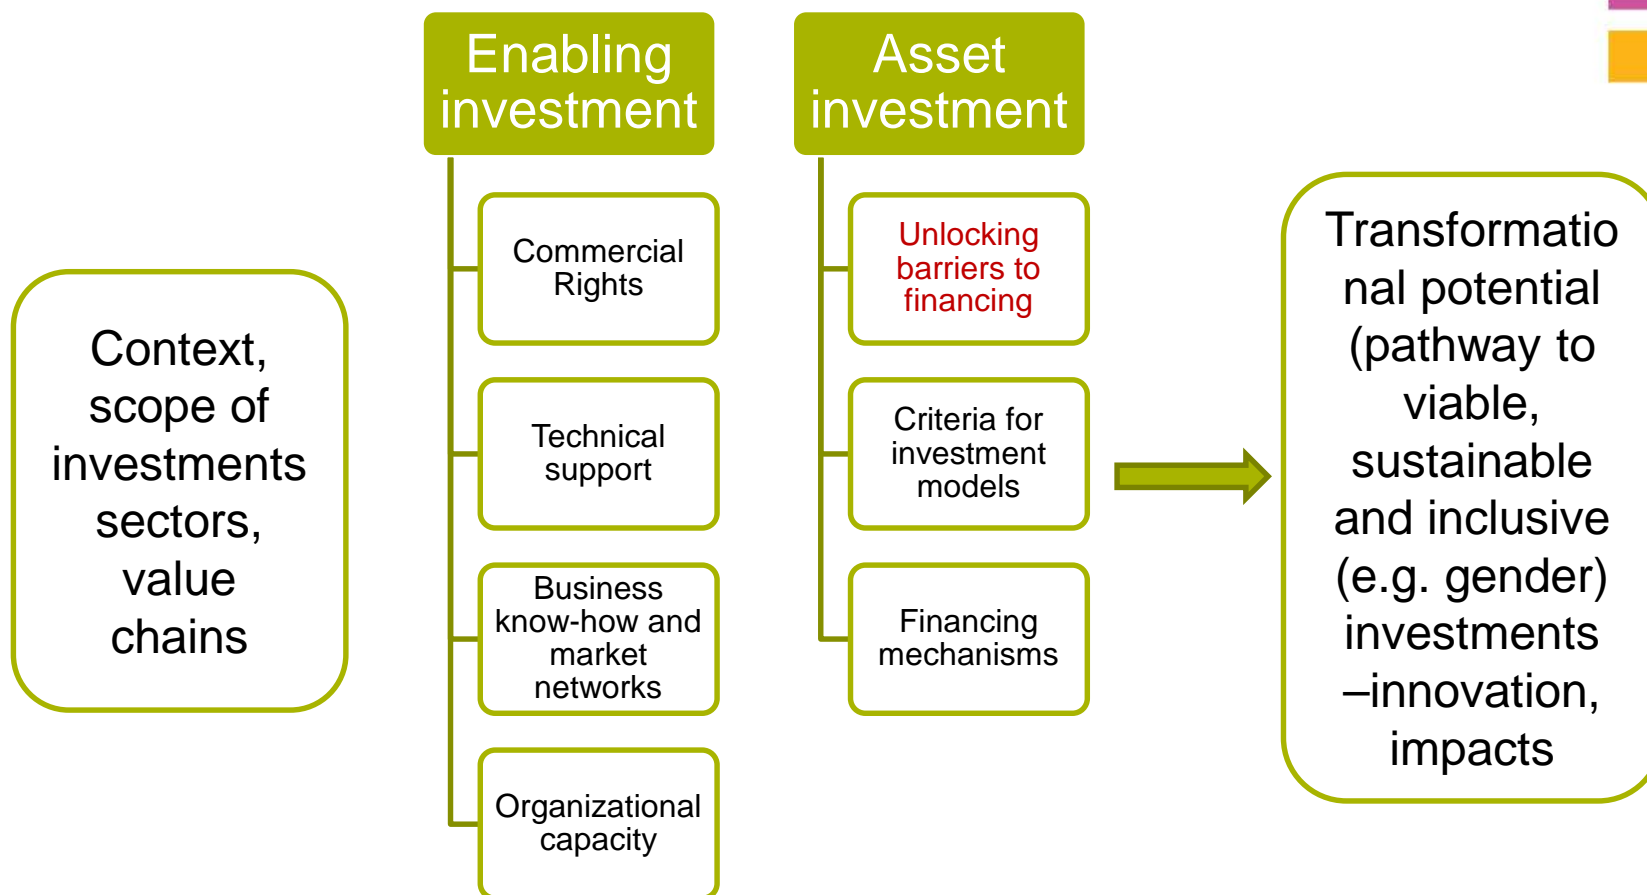 Context,
scope of
investments
sectors,
value
chains
Enabling
investment
Commercial
Rights
Technical
support
Business
know-how and
market
networks
Organizational
capacity
Asset
investment
Unlocking
barriers to
financing
Criteria for
investment
models
Financing
mechanisms
Transformatio
nal potential
(pathway to
viable,
sustainable
and inclusive
(e.g. gender)
investments
–innovation,
impacts